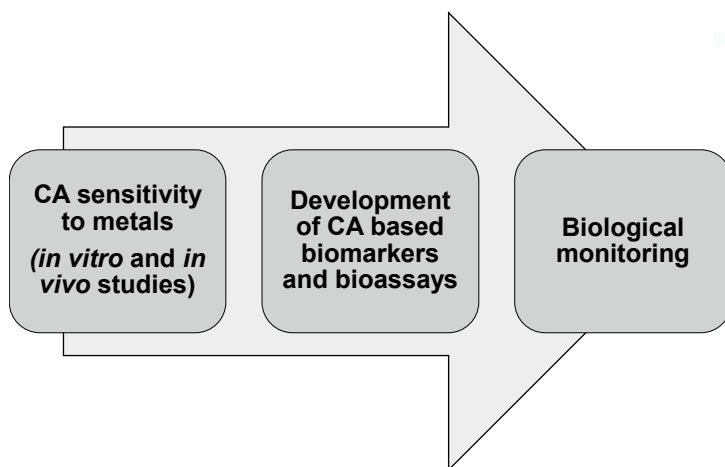 CA sensitivity
to metals
(in vitro and in
vivo studies)
Development
of CA based
biomarkers
and bioassays
Biological
monitoring